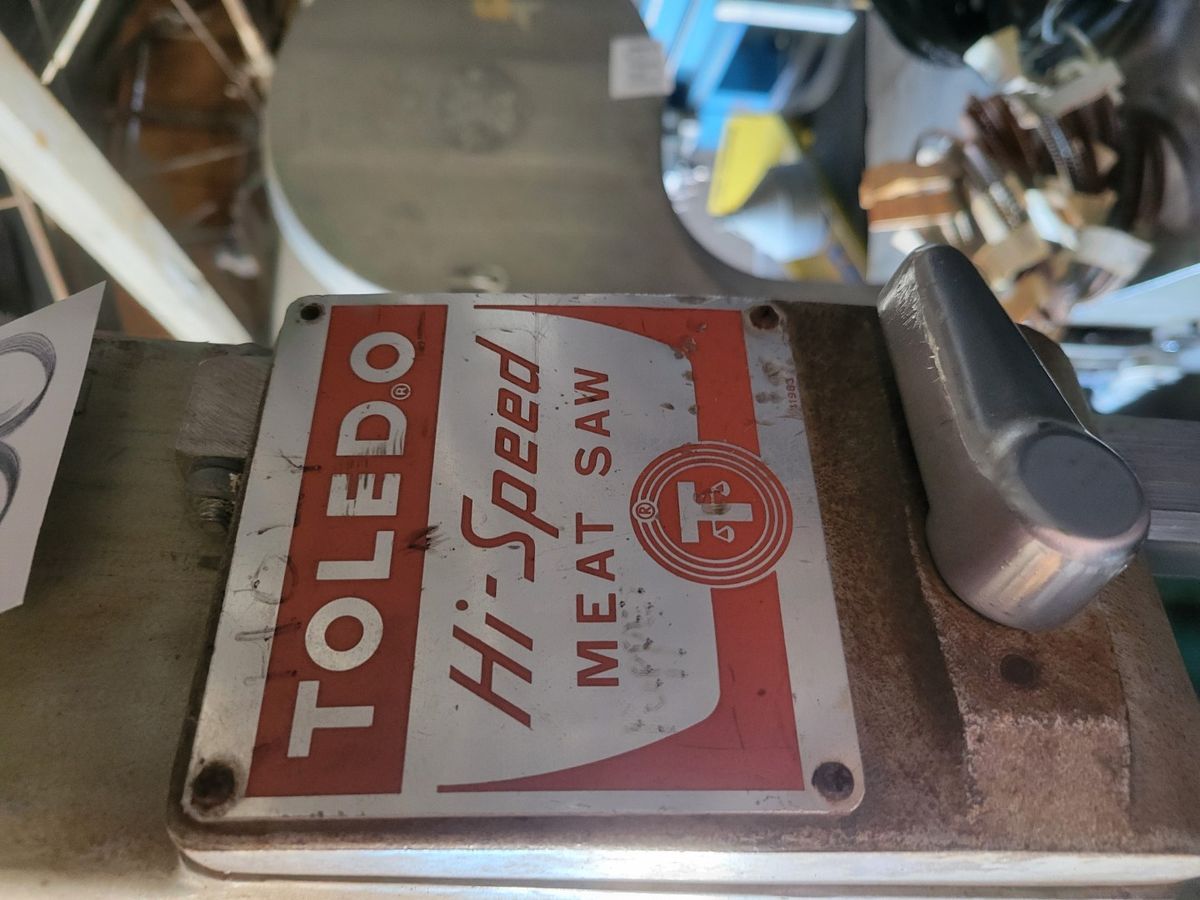 TOLEDO®
Hi-Speed
MEAT SAW
® T